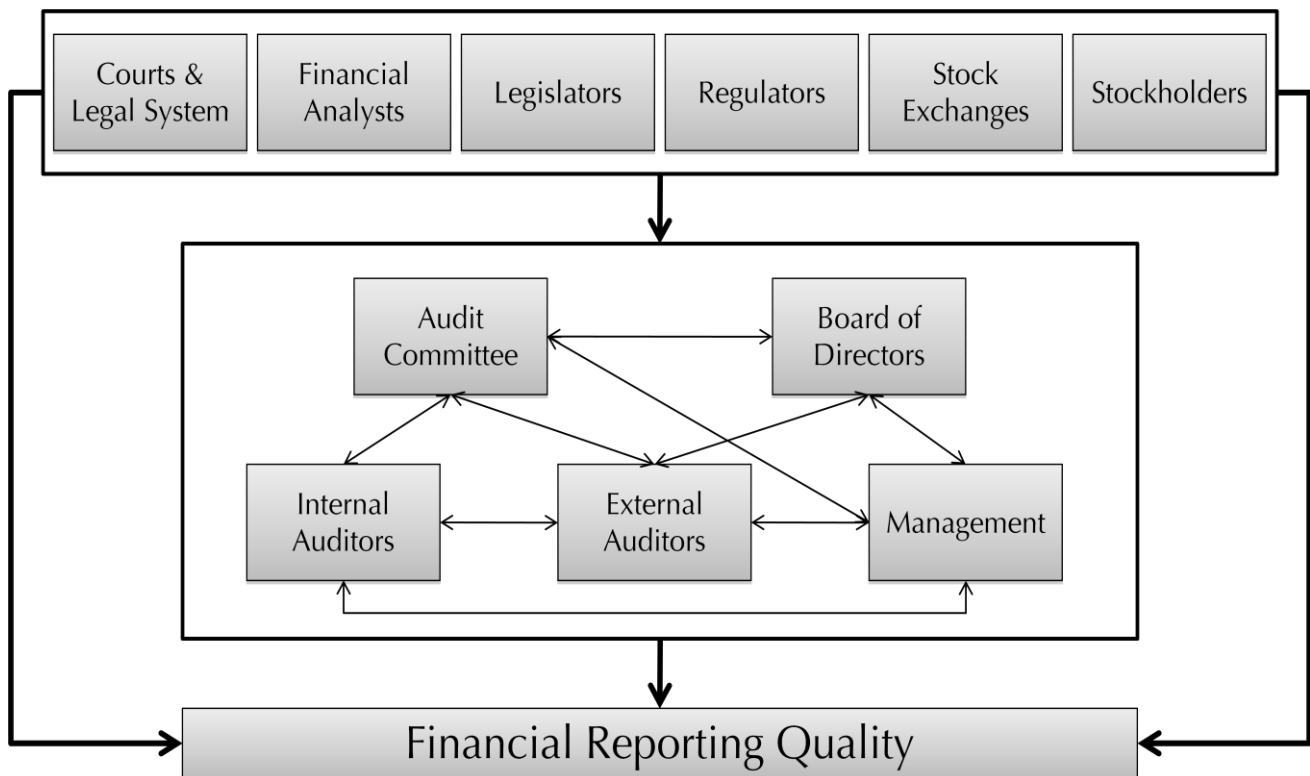 Courts &
Legal System
Financial
Analysts
Legislators
Regulators
Stock
Exchanges
Stockholders
Audit
Committee
Board of
Directors
Internal
Auditors
External
Auditors
Management
Financial Reporting Quality